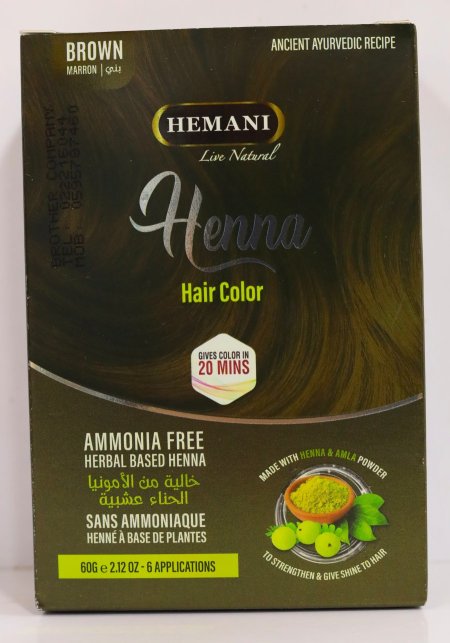 BROWN
MARRON | بني
ANCIENT AYURVEDIC RECIPE
BROTHER COMPANY
HEMANI
Live Natural
Henna
Hair Color
GIVES COLOR IN
20 MINS
AMMONIA FREE
HERBAL BASED HENNA
خالية من الأمونيا
الحناء عشبية
SANS AMMONIAQUE
HENNÉ À BASE DE PLANTES
60G e 2.12 OZ - 6 APPLICATIONS
MADE WITH HENNA & AMLA POWDER
TO STRENGTHEN & GIVE SHINE TO HAIR